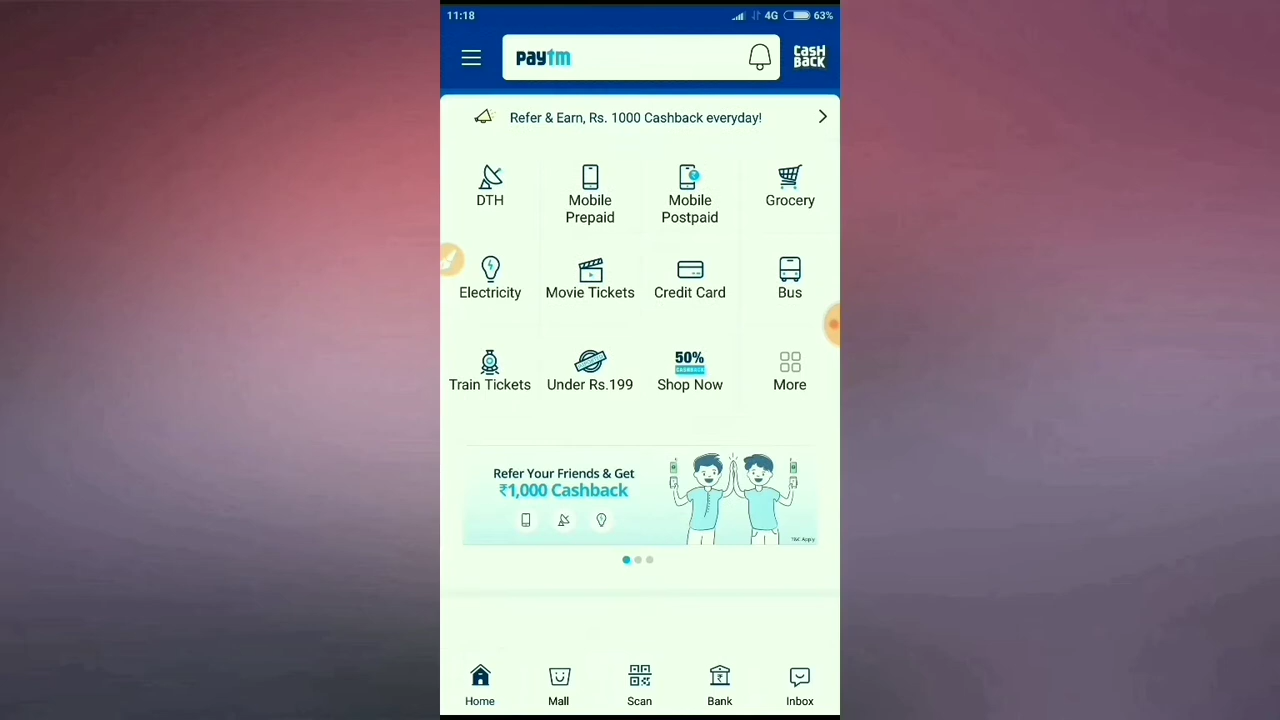 11:18
4G
63%
paytm
CASH
BACK
Refer & Earn, Rs. 1000 Cashback everyday!
DTH
Mobile
Prepaid
Mobile
Postpaid
Grocery
Electricity
Movie Tickets
Credit Card
Bus
50%
CASHBACK
Train Tickets
Under Rs.199
Shop Now
More
Refer Your Friends & Get
₹1,000 Cashback
T&C Apply
Home
Mall
Scan
Bank
Inbox